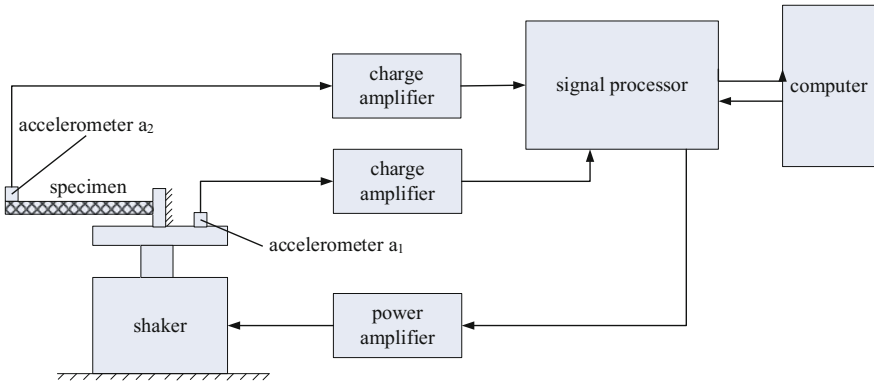 charge
amplifier
signal processor
computer
accelerometer a₂
specimen
charge
amplifier
accelerometer a₁
shaker
power
amplifier